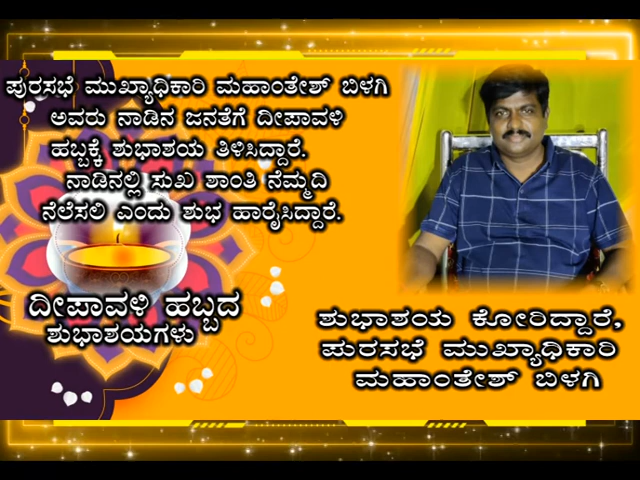 ಪುರಸಭೆ ಮುಖ್ಯಾಧಿಕಾರಿ ಮಹಾಂತೇಶ್ ಬಿಳಗಿ
ಅವರು ನಾಡಿನ ಜನತೆಗೆ ದೀಪಾವಳಿ
ಹಬ್ಬಕ್ಕೆ ಶುಭಾಶಯ ತಿಳಿಸಿದ್ದಾರೆ.
ನಾಡಿನಲ್ಲಿ ಸುಖ ಶಾಂತಿ ನೆಮ್ಮದಿ
ನೆಲೆಸಲಿ ಎಂದು ಶುಭ ಹಾರೈಸಿದ್ದಾರೆ.
ದೀಪಾವಳಿ ಹಬ್ಬದ
ಶುಭಾಶಯಗಳು
ಶುಭಾಶಯ ಕೋರಿದ್ದಾರೆ,
ಪುರಸಭೆ ಮುಖ್ಯಾಧಿಕಾರಿ
ಮಹಾಂತೇಶ್ ಬಿಳಗಿ